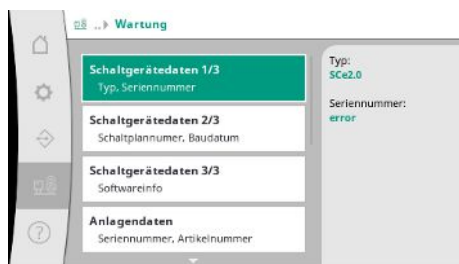 ..▸ Wartung
Schaltgerätedaten 1/3
Typ, Seriennummer
Schaltgerätedaten 2/3
Schaltplannumer, Baudatum
Schaltgerätedaten 3/3
Softwareinfo
Anlagendaten
Seriennummer, Artikelnummer
Typ:
SCe2.0
Seriennummer:
error